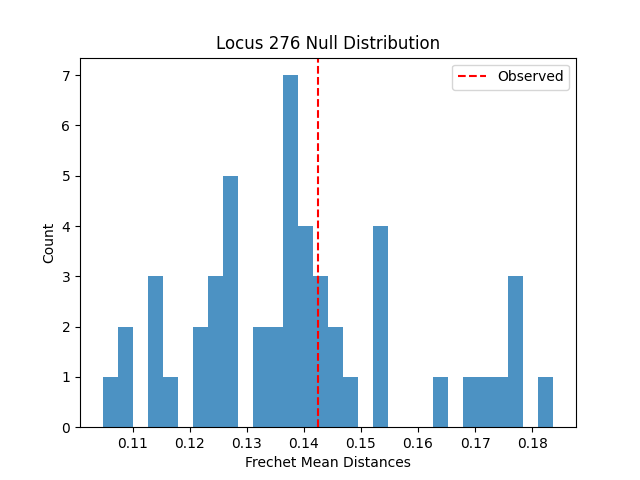 Locus 276 Null Distribution
Observed
Count
7
6
5
4
3
2
1
0
0.11 0.12 0.13 0.14 0.15 0.16 0.17 0.18
Frechet Mean Distances